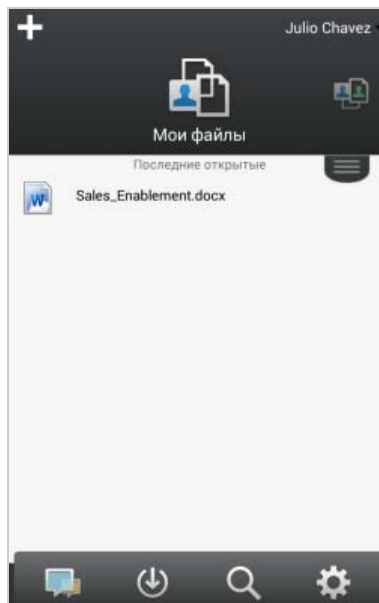 Julio Chavez
Мои файлы
Последние открытые
Sales_Enablement.docx